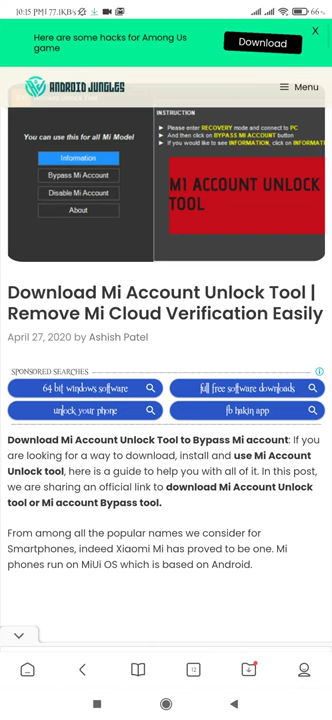 10:15 PM | 77.1KB/s
66
Here are some hacks for Among Us
game
Download
X
ANDROID JUNGLES
Menu
INSTRUCTION
You can use this for all Mi Model
Please enter RECOVERY mode and connect to PC
And then click on BYPASS MI ACCOUNT button
If you would like to see INFORMATION, click on INFORMATI
Information
Bypass Mi Account
Disable Mi Account
About
MI ACCOUNT UNLOCK
TOOL
Download Mi Account Unlock Tool |
Remove Mi Cloud Verification Easily
April 27, 2020 by Ashish Patel
SPONSORED SEARCHES
64 bit windows software
full free software downloads
unlock your phone
fb hakin app
Download Mi Account Unlock Tool to Bypass Mi account: If you
are looking for a way to download, install and use Mi Account
Unlock tool, here is a guide to help you with all of it. In this post,
we are sharing an official link to download Mi Account Unlock
tool or Mi account Bypass tool.
From among all the popular names we consider for
Smartphones, indeed Xiaomi Mi has proved to be one. Mi
phones run on MiUi OS which is based on Android.
12